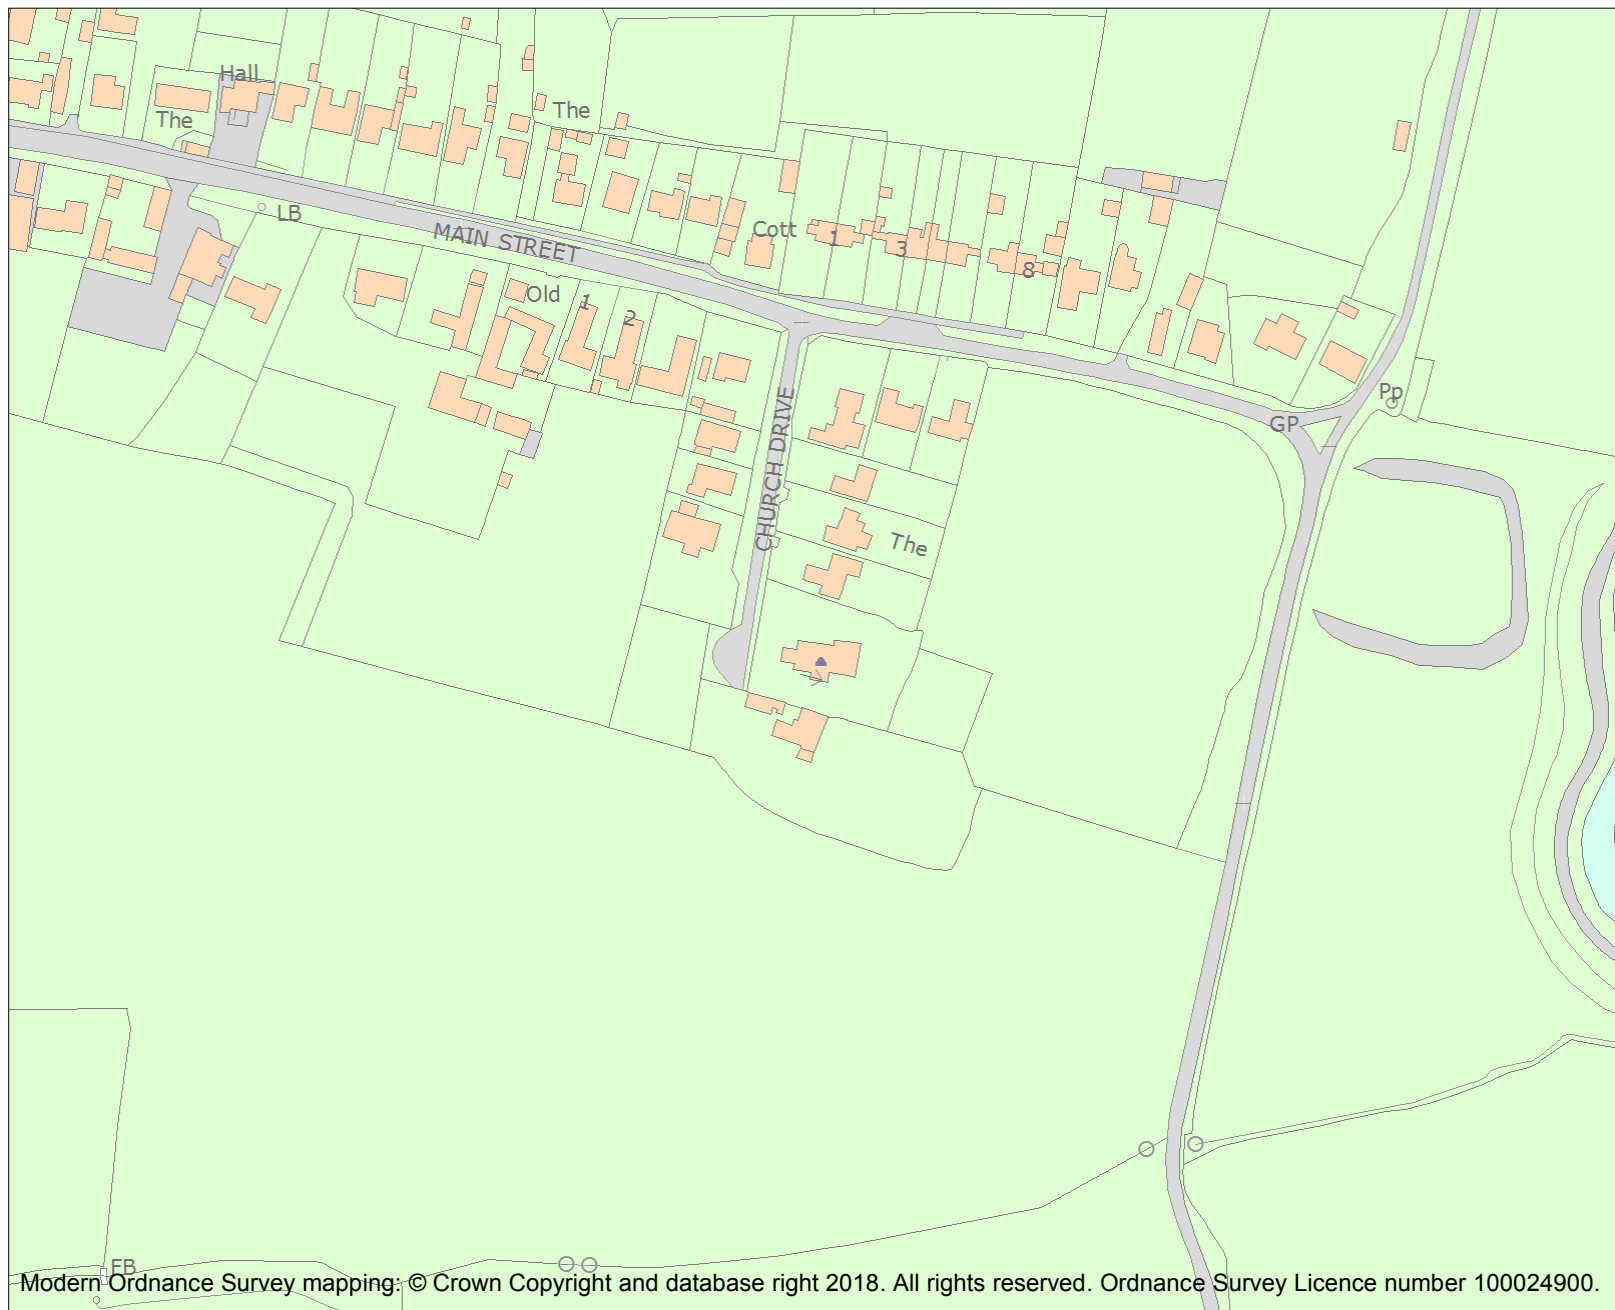 Hall
The
The
LB
MAIN STREET
Cott
1
3
8
Old
1
2
CHURCH DRIVE
Pp
GP
The
FB
Modern Ordnance Survey mapping: © Crown Copyright and database right 2018. All rights reserved. Ordnance Survey Licence number 100024900.